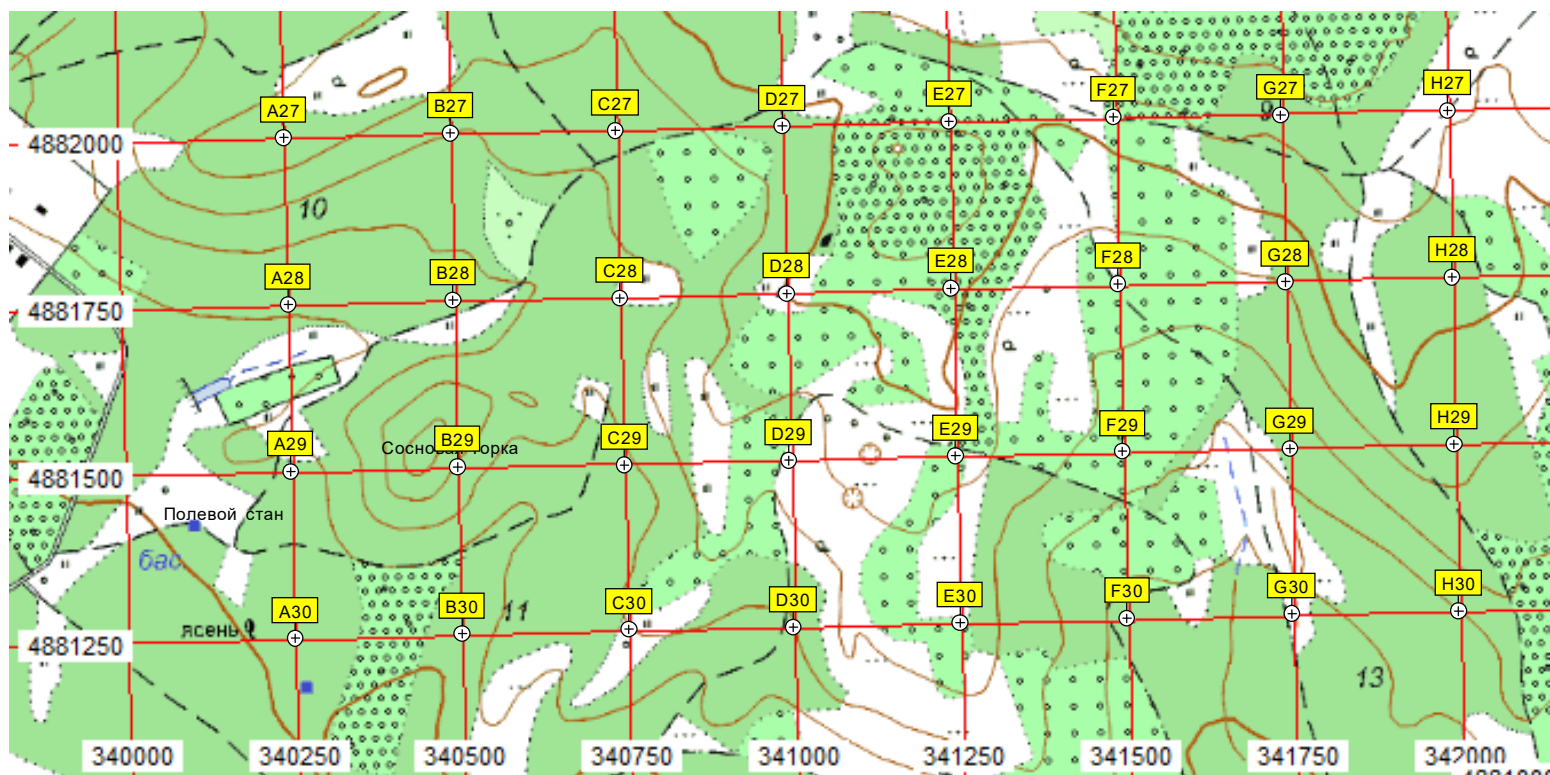 A27 B27 C27 D27 E27 F27 G27 H27
9
4882000
10
A28 B28 C28 D28 E28 F28 G28 H28
4881750
A29 B29 C29 D29 E29 F29 G29 H29
Сосновая горка
4881500
Полевой стан
бас.
A30 B30 C30 D30 E30 F30 G30 H30
11
ясень
4881250
13
340000 340250 340500 340750 341000 341250 341500 341750 342000